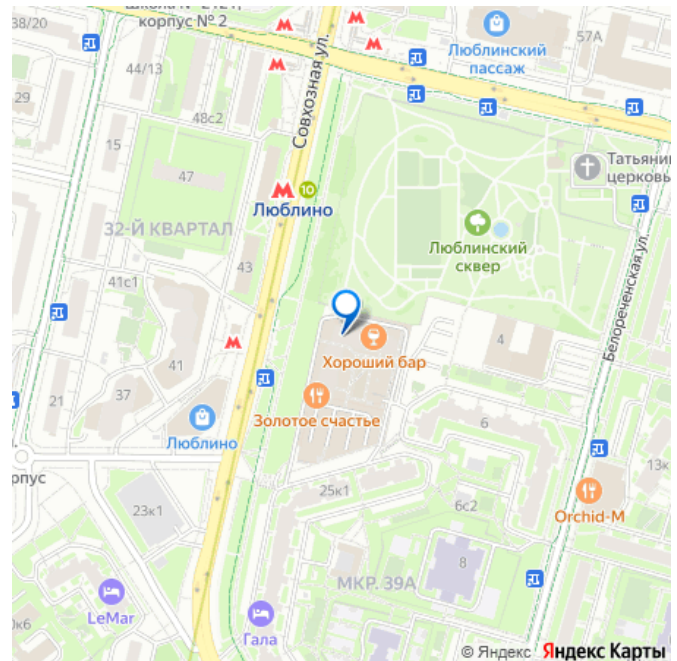 38/20
корпус № 2
Совхозная ул.
57А
Люблинский
пассаж
44/13
29
48с2
15
47
Татьянин
церковь
10
Люблино
32-Й КВАРТАЛ
Люблинский
сквер
Белореченская ул.
43
41с1
41
4
Хороший бар
37
21
Золотое счастье
6
Люблино
рпус
13к
25к1
6с2
23к1
Orchid-M
8
МКР. 39А
LeMar
0к6
Гала
© Яндекс Яндекс Карты